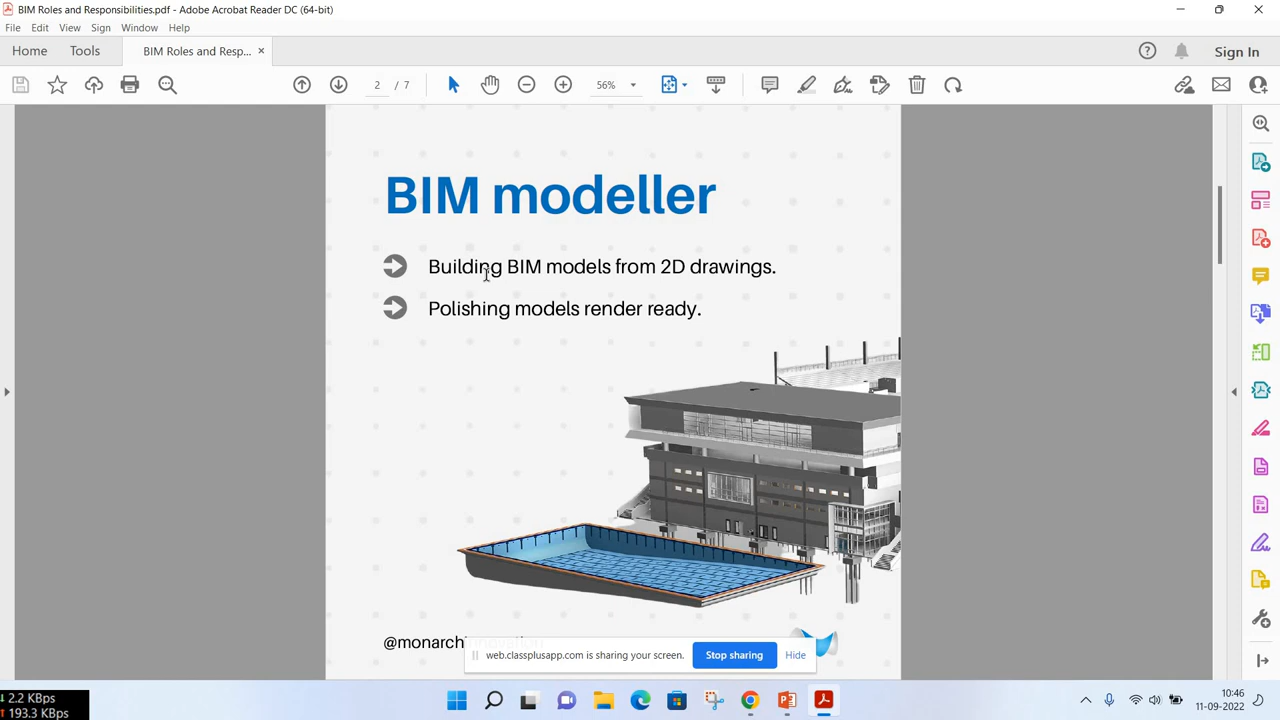 BIM Roles and Responsibilities.pdf - Adobe Acrobat Reader DC (64-bit)
File Edit View Sign Window Help
Home Tools BIM Roles and Resp... × Sign In
2 / 7 56%
BIM modeller
Building BIM models from 2D drawings.
Polishing models render ready.
@monarch
web.classplusapp.com is sharing your screen. Stop sharing Hide
2.2 KBps
193.3 KBps
10:46
11-09-2022